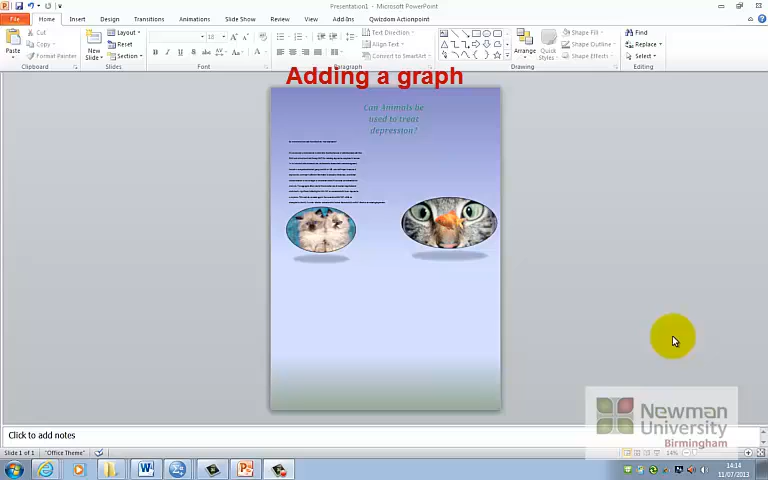 Presentation1 - Microsoft PowerPoint
File Home Insert Design Transitions Animations Slide Show Review View Add-Ins Qwizdom Actionpoint
Cut
Copy
Format Painter
Paste
Clipboard
New
Slide
Layout
Reset
Section
Slides
18
Font
Text Direction
Align Text
Convert to SmartArt
Paragraph
Arrange
Quick
Styles
Shape Fill
Shape Outline
Shape Effects
Drawing
Find
Replace
Select
Editing
Adding a graph
Can Animals be
used to treat
depression?
Newman
University
Birmingham
Click to add notes
Slide 1 of 1 "Office Theme" 14%
14:14
11/07/2013